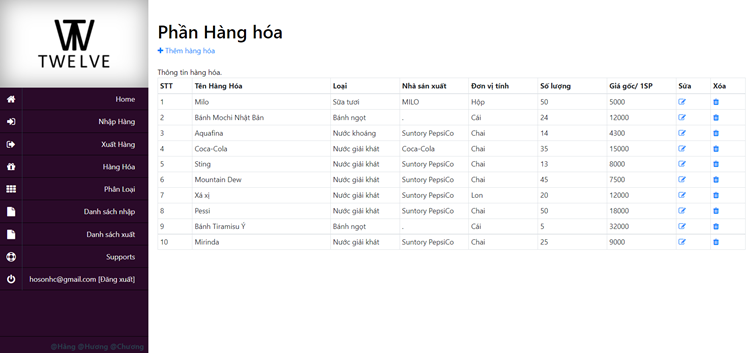 TWELVE
Home
Nhập Hàng
Xuất Hàng
Hàng Hóa
Phân Loại
Danh sách nhập
Danh sách xuất
Supports
hosonhc@gmail.com [Đăng xuất]
@Hằng @Hương @Chương
Phần Hàng hóa
Thêm hàng hóa
Thông tin hàng hóa.
STT Tên Hàng Hóa Loại Nhà sản xuất Đơn vị tính Số lượng Giá gốc/ 1SP Sửa Xóa
1 Milo Sữa tươi MILO Hộp 50 5000
2 Bánh Mochi Nhật Bản Bánh ngọt . Cái 24 12000
3 Aquafina Nước khoáng Suntory PepsiCo Chai 14 4300
4 Coca-Cola Nước giải khát Coca-Cola Chai 35 15000
5 Sting Nước giải khát Suntory PepsiCo Chai 13 8000
6 Mountain Dew Nước giải khát Suntory PepsiCo Chai 45 7500
7 Xá xị Nước giải khát Suntory PepsiCo Lon 20 12000
8 Pessi Nước giải khát Suntory PepsiCo Chai 50 18000
9 Bánh Tiramisu Ý Bánh ngọt . Cái 5 32000
10 Mirinda Nước giải khát Suntory PepsiCo Chai 25 9000